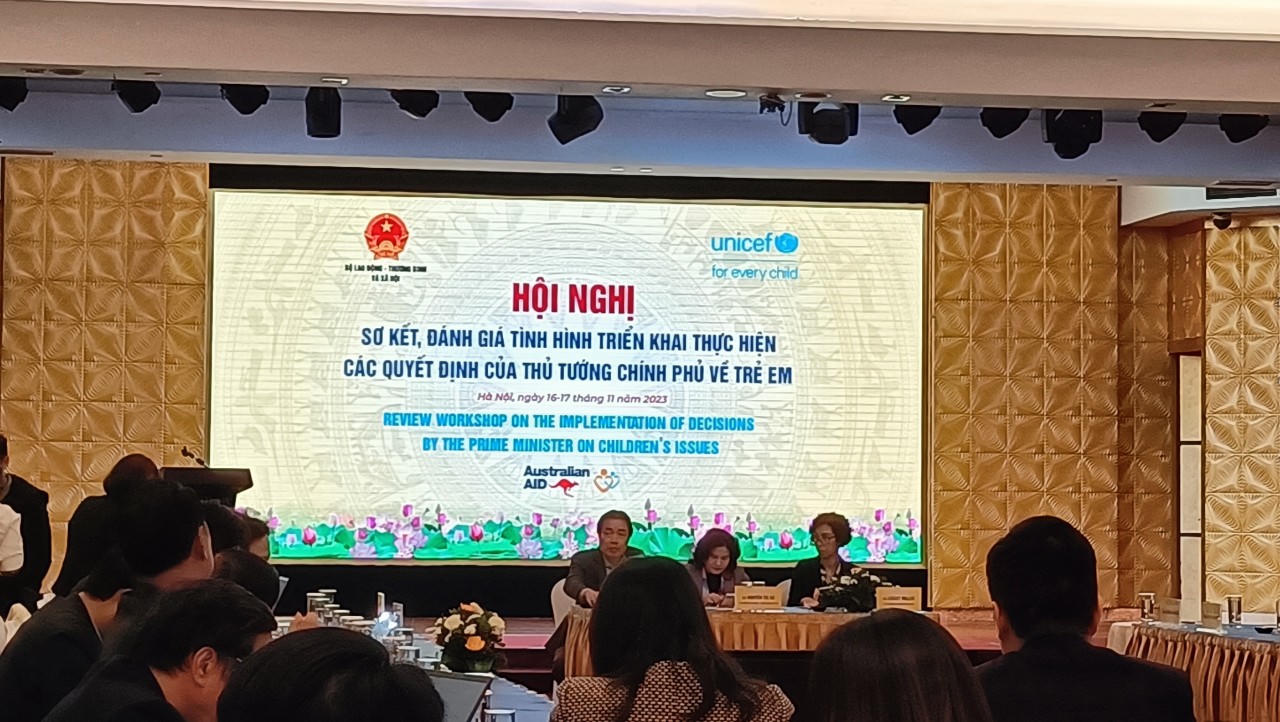 BỘ LAO ĐỘNG - THƯƠNG BINH
VÀ XÃ HỘI
unicef
for every child
HỘI NGHỊ
SƠ KẾT, ĐÁNH GIÁ TÌNH HÌNH TRIỂN KHAI THỰC HIỆN
CÁC QUYẾT ĐỊNH CỦA THỦ TƯỚNG CHÍNH PHỦ VỀ TRẺ EM
Hà Nội, ngày 16-17 tháng 11 năm 2023
REVIEW WORKSHOP ON THE IMPLEMENTATION OF DECISIONS
BY THE PRIME MINISTER ON CHILDREN'S ISSUES
Australian
AID